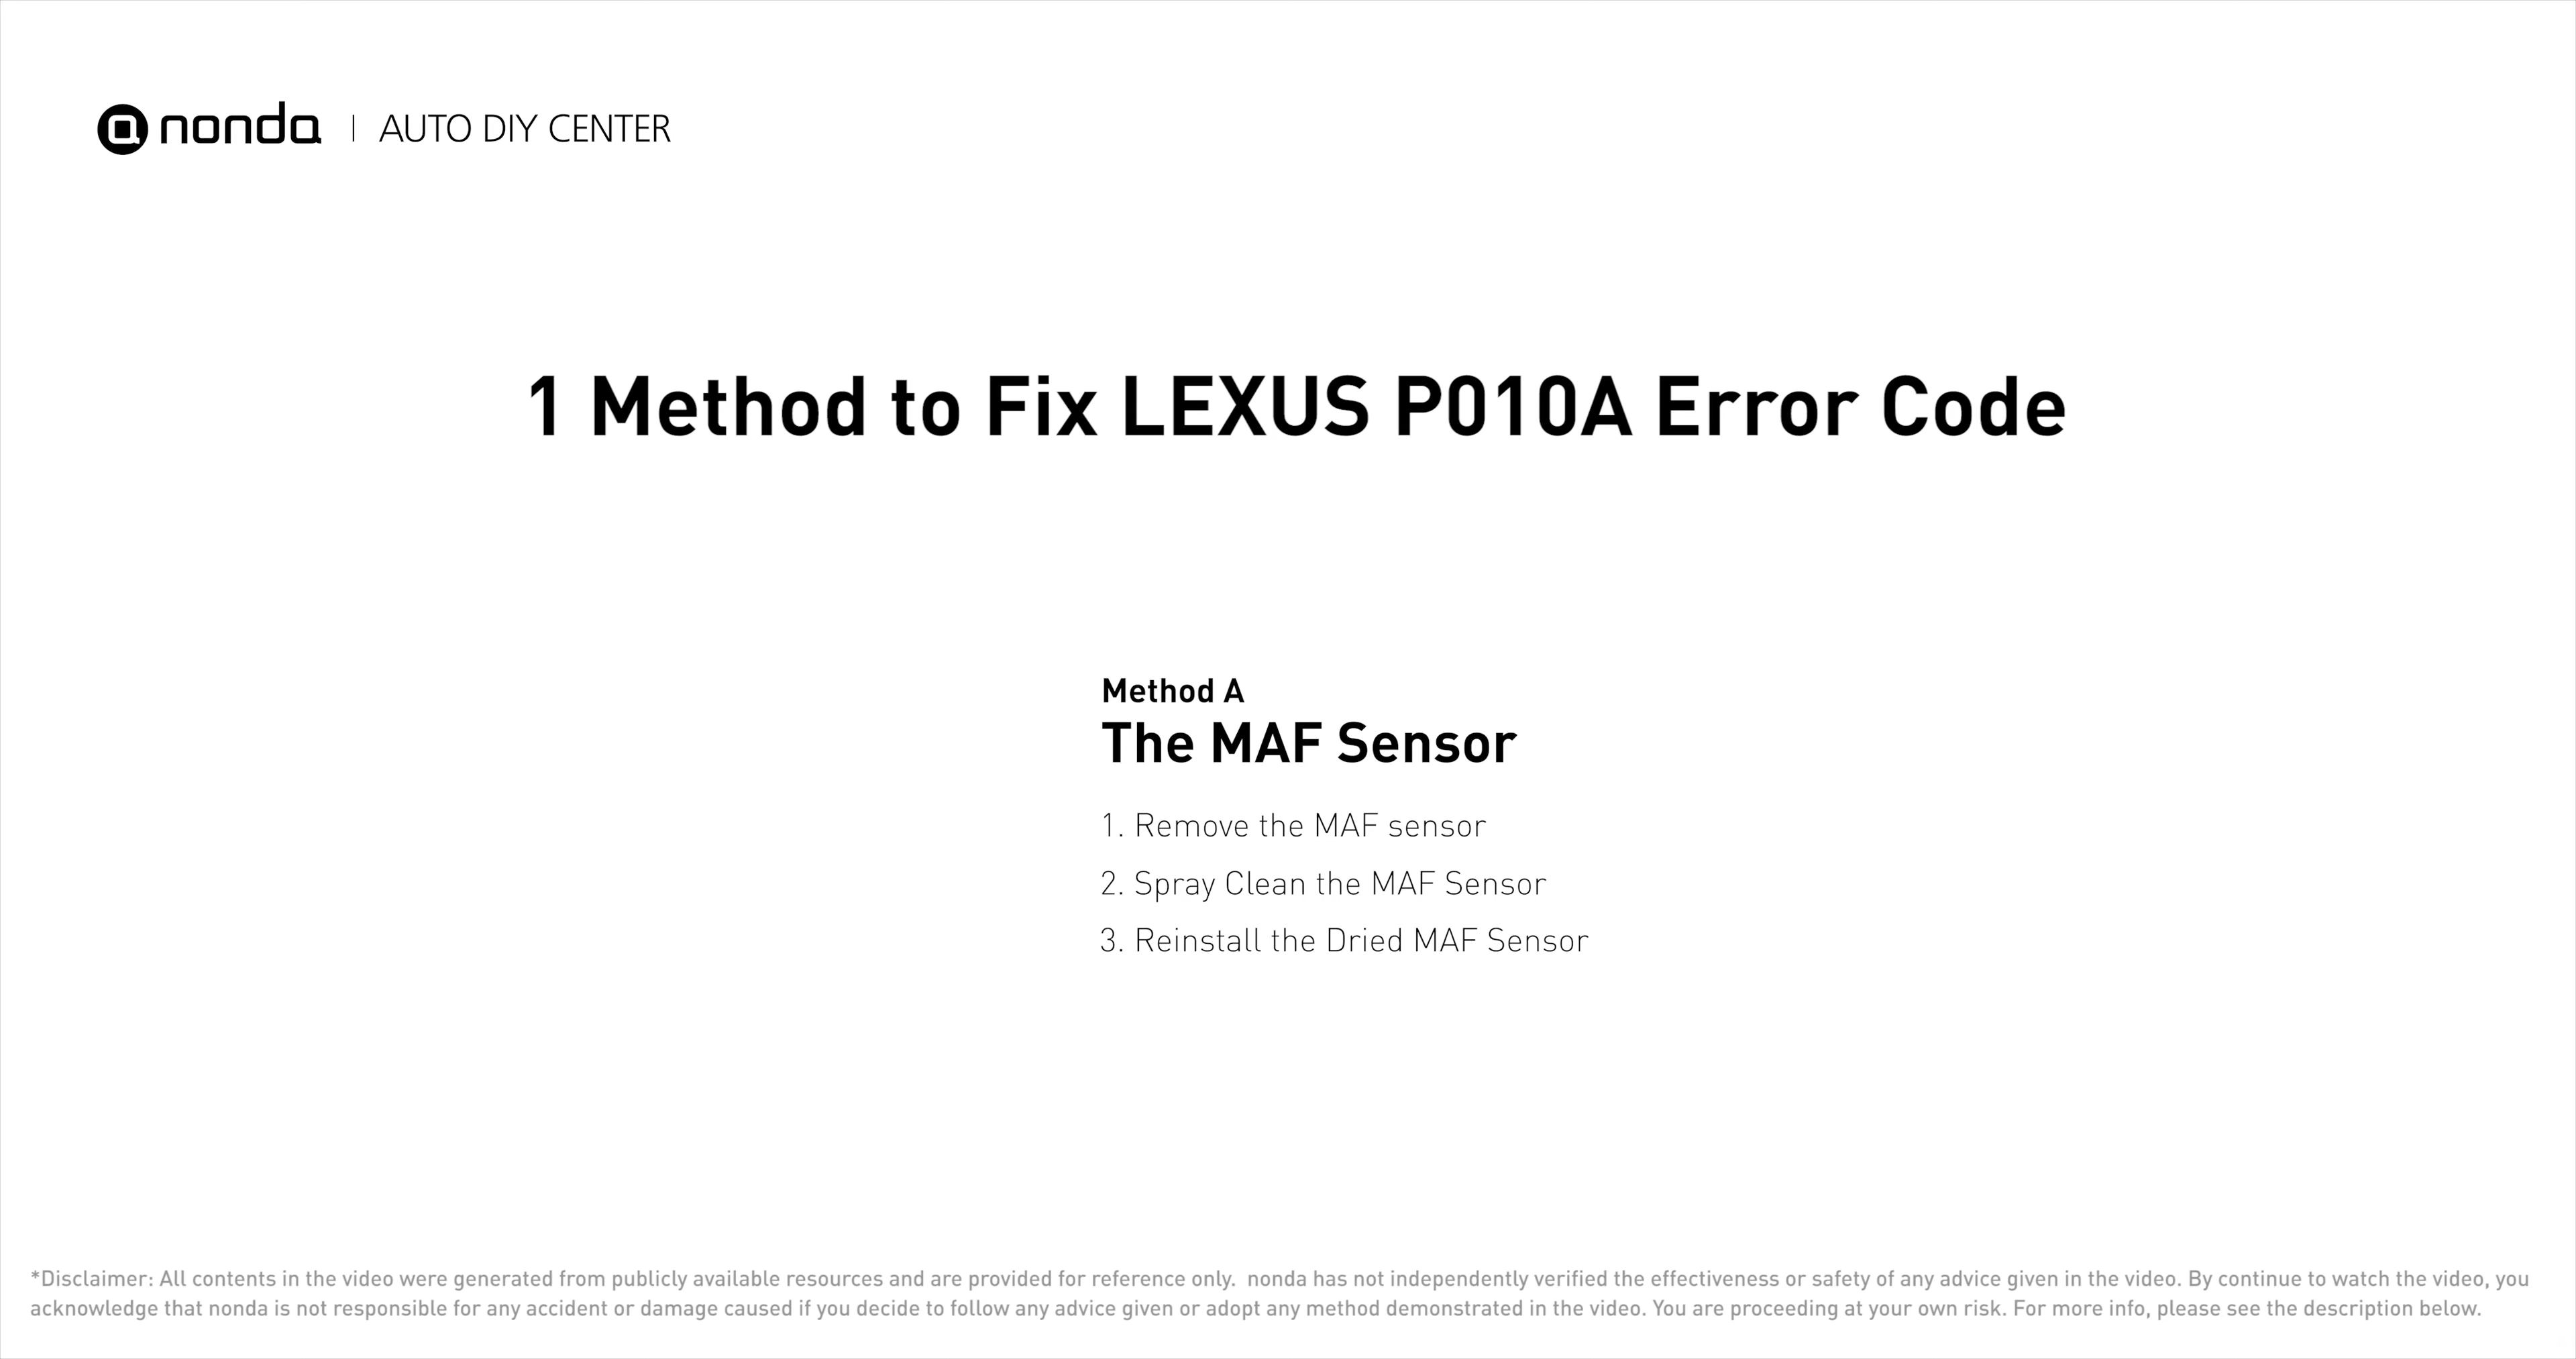 nonda | AUTO DIY CENTER
1 Method to Fix LEXUS P010A Error Code
Method A
The MAF Sensor
1. Remove the MAF sensor
2. Spray Clean the MAF Sensor
3. Reinstall the Dried MAF Sensor
*Disclaimer: All contents in the video were generated from publicly available resources and are provided for reference only. nonda has not independently verified the effectiveness or safety of any advice given in the video. By continue to watch the video, you
acknowledge that nonda is not responsible for any accident or damage caused if you decide to follow any advice given or adopt any method demonstrated in the video. You are proceeding at your own risk. For more info, please see the description below.